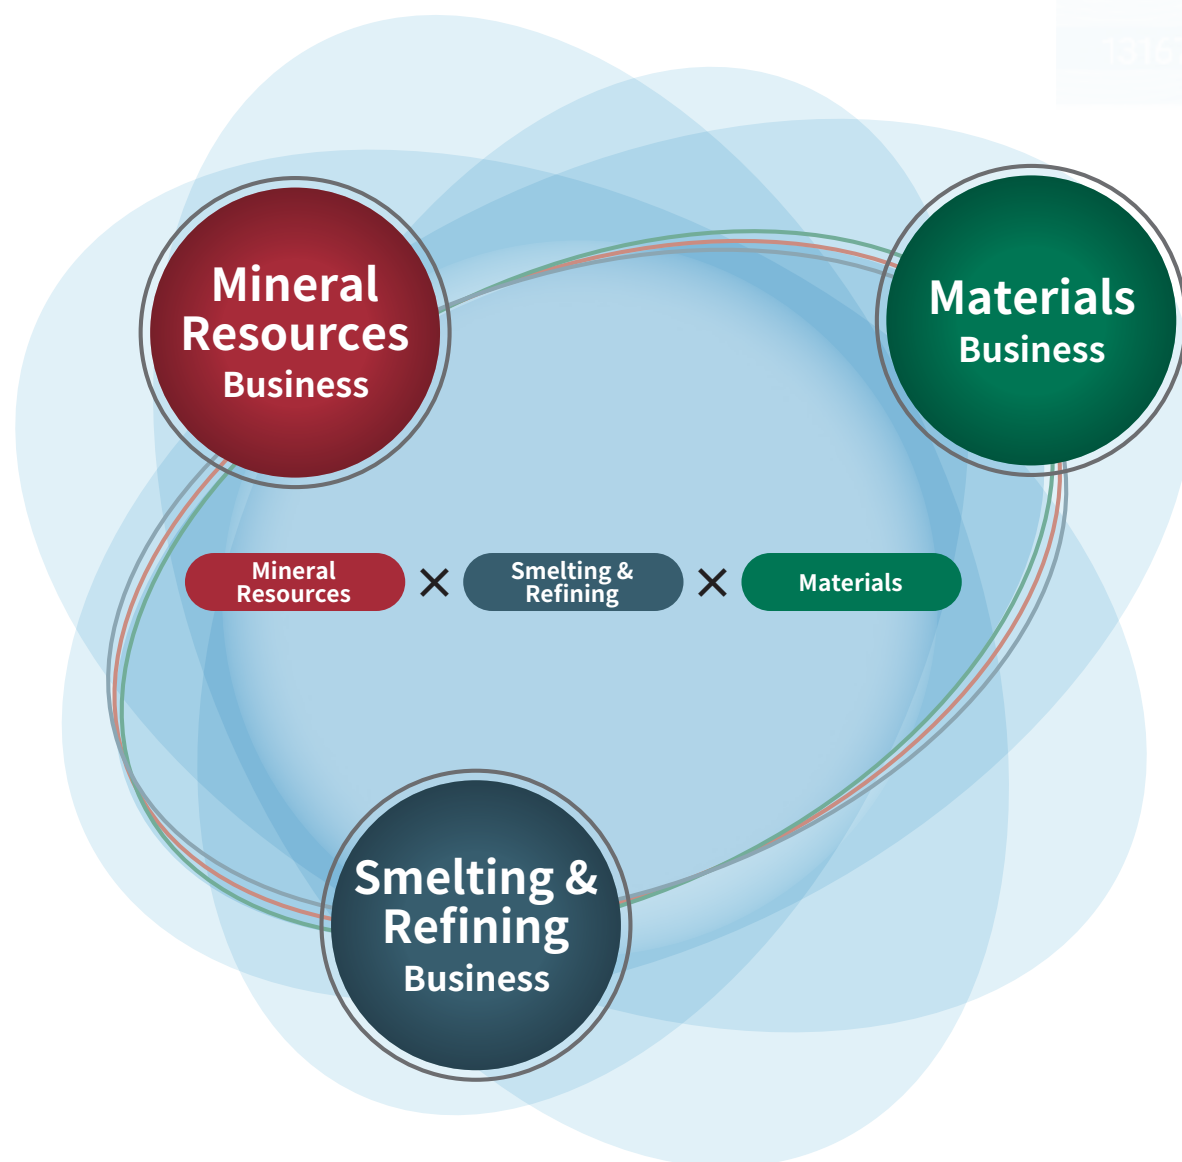 Mineral
Resources
Business
Materials
Business
Mineral
Resources
×
Smelting &
Refining
×
Materials
Smelting &
Refining
Business